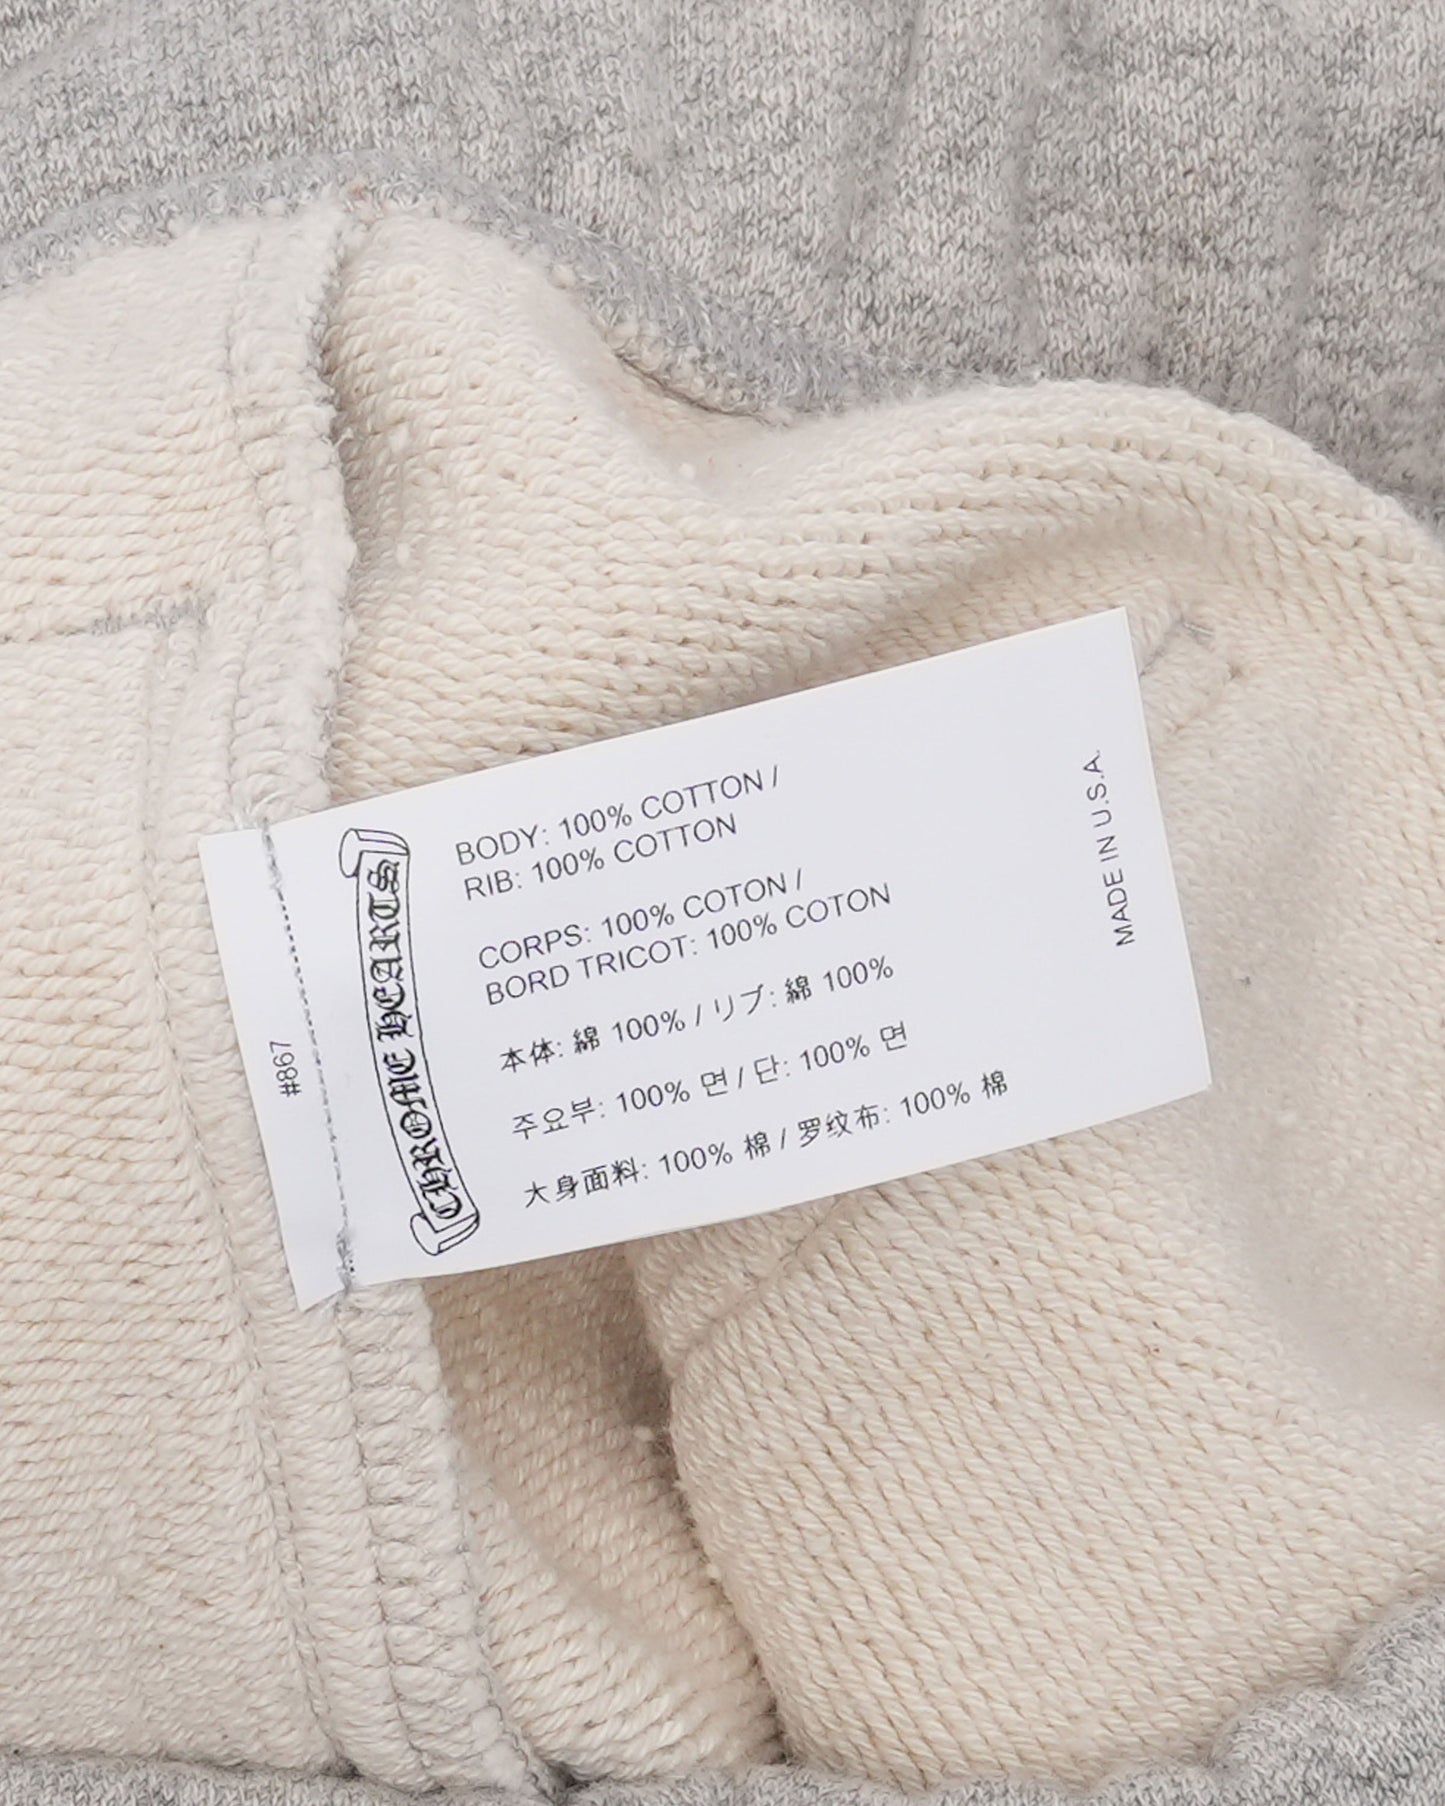 #867
CHROME HEARTS
BODY: 100% COTTON /
RIB: 100% COTTON
CORPS: 100% COTON /
BORD TRICOT: 100% COTON
本体: 綿 100% / リブ: 綿 100%
주요부: 100% 면 / 단: 100% 면
大身面料: 100% 棉 / 罗纹布: 100% 棉
MADE IN U.S.A.